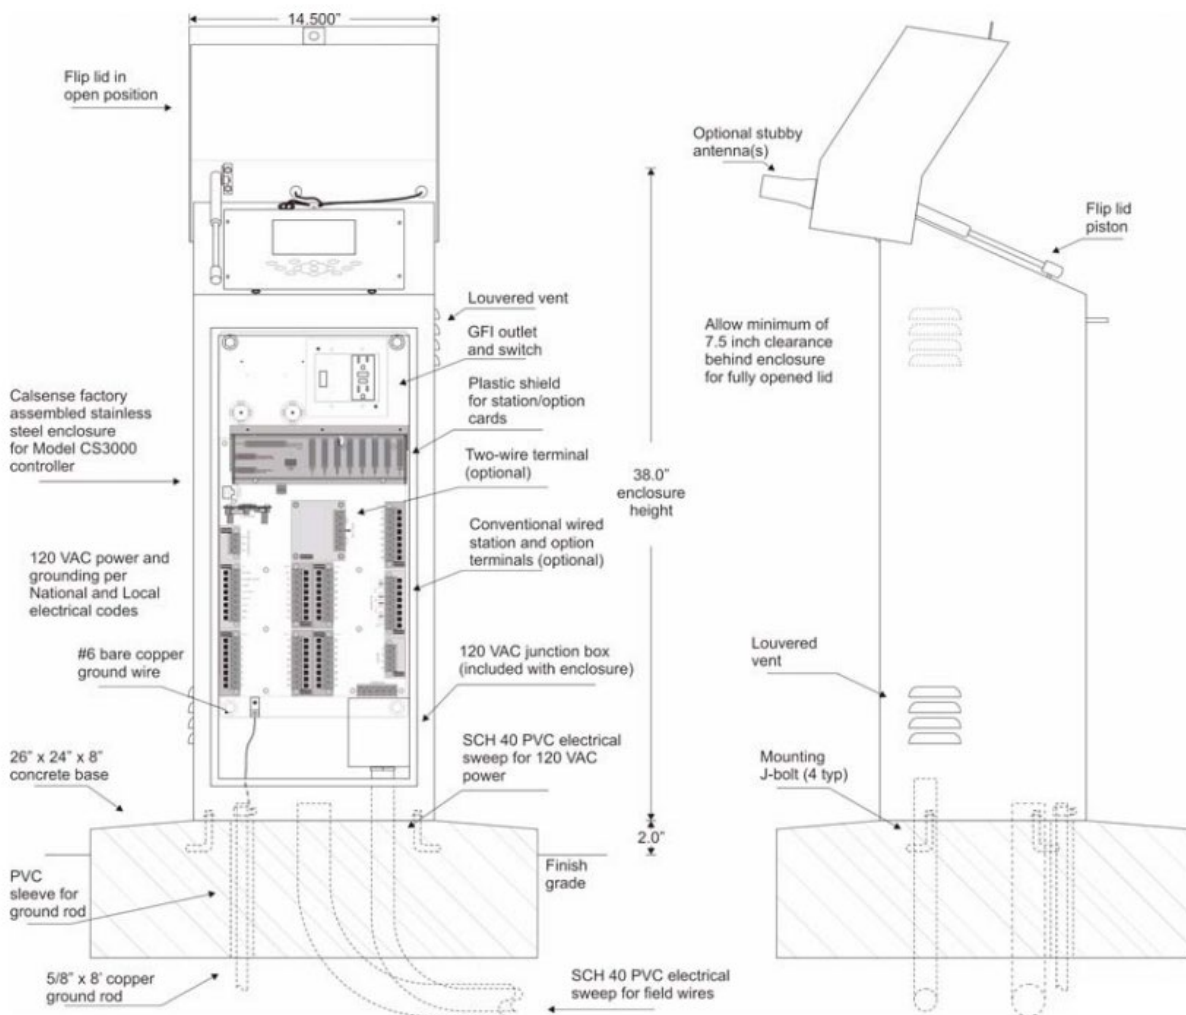 14.500"
Flip lid in
open position
Optional stubby
antenna(s)
Flip lid
piston
Louvered vent
GFI outlet
and switch
Allow minimum of
7.5 inch clearance
behind enclosure
for fully opened lid
Calsense factory
assembled stainless
steel enclosure
for Model CS3000
controller
Plastic shield
for station/option
cards
Two-wire terminal
(optional)
38.0"
enclosure
height
Conventional wired
station and option
terminals (optional)
120 VAC power and
grounding per
National and Local
electrical codes
#6 bare copper
ground wire
120 VAC junction box
(included with enclosure)
Louvered
vent
SCH 40 PVC electrical
sweep for 120 VAC
power
26" x 24" x 8"
concrete base
Mounting
J-bolt (4 typ)
2.0"
Finish
grade
PVC
sleeve for
ground rod
5/8" x 8' copper
ground rod
SCH 40 PVC electrical
sweep for field wires